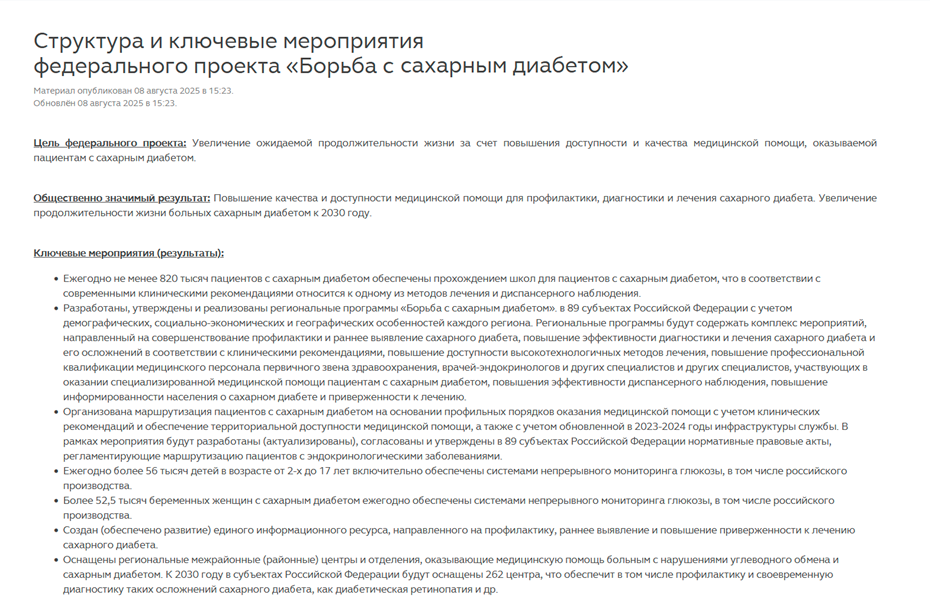 Структура и ключевые мероприятия
федерального проекта «Борьба с сахарным диабетом»
Материал опубликован 08 августа 2025 в 15:23.
Обновлён 08 августа 2025 в 15:23.
Цель федерального проекта: Увеличение ожидаемой продолжительности жизни за счет повышения доступности и качества медицинской помощи, оказываемой
пациентам с сахарным диабетом.
Общественно значимый результат: Повышение качества и доступности медицинской помощи для профилактики, диагностики и лечения сахарного диабета. Увеличение
продолжительности жизни больных сахарным диабетом к 2030 году.
Ключевые мероприятия (результаты):
• Ежегодно не менее 820 тысяч пациентов с сахарным диабетом обеспечены прохождением школ для пациентов с сахарным диабетом, что в соответствии с
современными клиническими рекомендациями относится к одному из методов лечения и диспансерного наблюдения.
• Разработаны, утверждены и реализованы региональные программы «Борьба с сахарным диабетом». в 89 субъектах Российской Федерации с учетом
демографических, социально-экономических и географических особенностей каждого региона. Региональные программы будут содержать комплекс мероприятий,
направленный на совершенствование профилактики и раннее выявление сахарного диабета, повышение эффективности диагностики и лечения сахарного диабета и
его осложнений в соответствии с клиническими рекомендациями, повышение доступности высокотехнологичных методов лечения, повышение профессиональной
квалификации медицинского персонала первичного звена здравоохранения, врачей-эндокринологов и других специалистов и других специалистов, участвующих в
оказании специализированной медицинской помощи пациентам с сахарным диабетом, повышения эффективности диспансерного наблюдения, повышение
информированности населения о сахарном диабете и приверженности к лечению.
• Организована маршрутизация пациентов с сахарным диабетом на основании профильных порядков оказания медицинской помощи с учетом клинических
рекомендаций и обеспечение территориальной доступности медицинской помощи, а также с учетом обновленной в 2023-2024 годы инфраструктуры службы. В
рамках мероприятия будут разработаны (актуализированы), согласованы и утверждены в 89 субъектах Российской Федерации нормативные правовые акты,
регламентирующие маршрутизацию пациентов с эндокринологическими заболеваниями.
• Ежегодно более 56 тысяч детей в возрасте от 2-х до 17 лет включительно обеспечены системами непрерывного мониторинга глюкозы, в том числе российского
производства.
• Более 52,5 тысяч беременных женщин с сахарным диабетом ежегодно обеспечены системами непрерывного мониторинга глюкозы, в том числе российского
производства.
• Создан (обеспечено развитие) единого информационного ресурса, направленного на профилактику, раннее выявление и повышение приверженности к лечению
сахарного диабета.
• Оснащены региональные межрайонные (районные) центры и отделения, оказывающие медицинскую помощь больным с нарушениями углеводного обмена и
сахарным диабетом. К 2030 году в субъектах Российской Федерации будут оснащены 262 центра, что обеспечит в том числе профилактику и своевременную
диагностику таких осложнений сахарного диабета, как диабетическая ретинопатия и др.